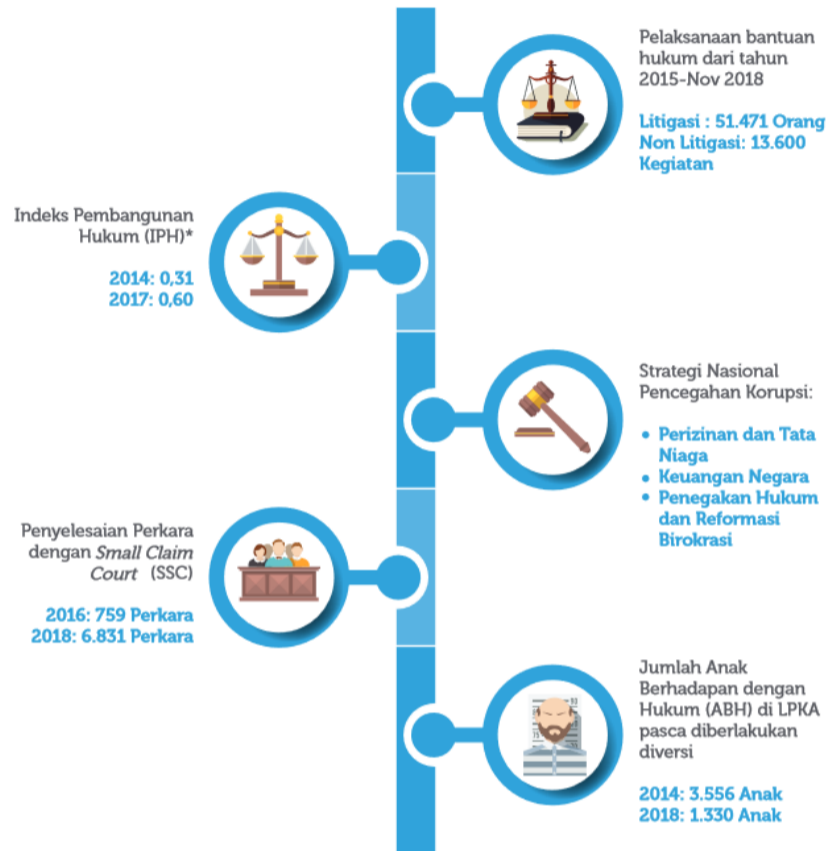 Pelaksanaan bantuan
hukum dari tahun
2015-Nov 2018
Litigasi : 51.471 Orang
Non Litigasi: 13.600
Kegiatan
Indeks Pembangunan
Hukum (IPH)*
2014: 0,31
2017: 0,60
Strategi Nasional
Pencegahan Korupsi:
• Perizinan dan Tata
Niaga
• Keuangan Negara
• Penegakan Hukum
dan Reformasi
Birokrasi
Penyelesaian Perkara
dengan Small Claim
Court (SSC)
2016: 759 Perkara
2018: 6.831 Perkara
Jumlah Anak
Berhadapan dengan
Hukum (ABH) di LPKA
pasca diberlakukan
diversi
2014: 3.556 Anak
2018: 1.330 Anak